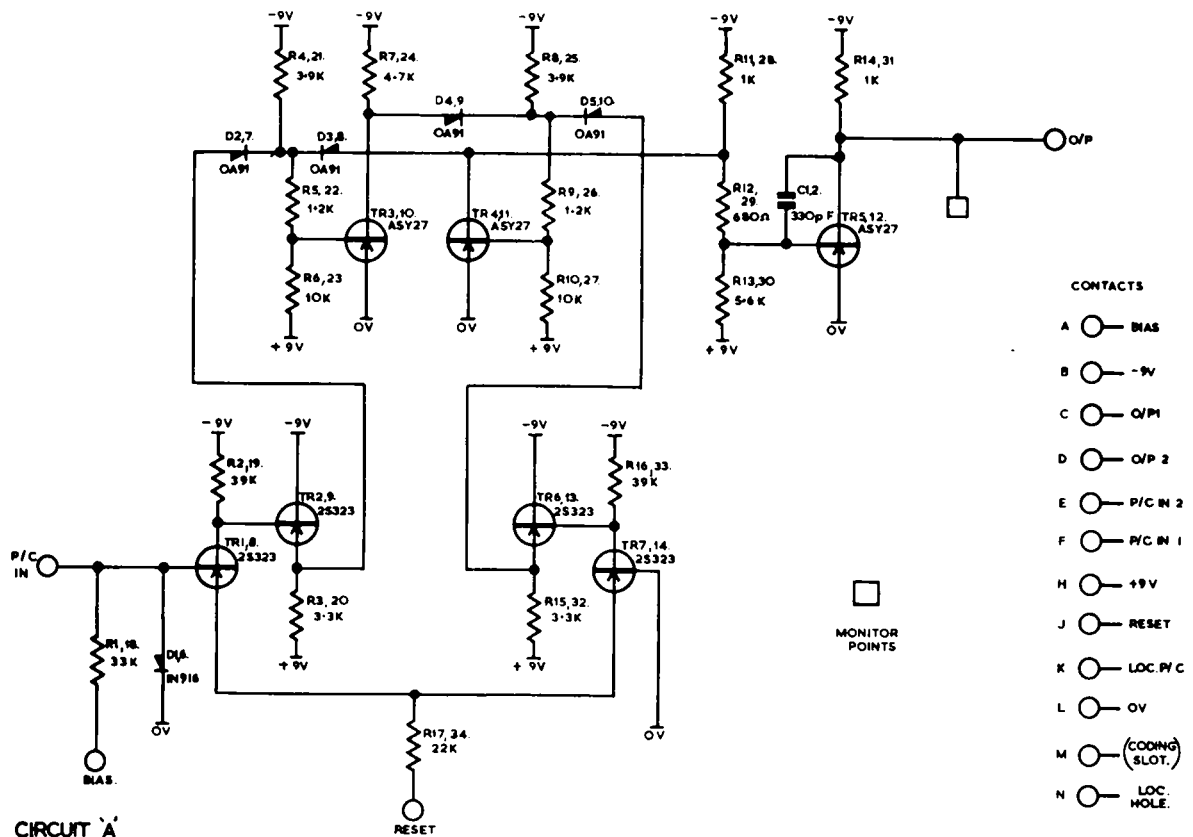 -9V
-9V
-9V
-9V
-9V
R4,21.
3·9K
R7,24.
4·7K
R8,25.
3·9K
R11,28.
1K
R14,31
1K
D4,9
OA91
D5,10.
OA91
D2,7.
OA91
D3,8.
OA91
O/P
R5,22.
1·2K
TR3,10.
ASY27
TR4,11.
ASY27
R9,26.
1·2K
R12,
29.
680Ω
C1,2.
330p F
TR5,12.
ASY27
R6,23
10K
R10,27.
10K
R13,30
5·6K
0V
0V
0V
+9V
+9V
+9V
-9V
-9V
-9V
-9V
R2,19.
39K
TR2,9.
2S323
R16,33.
39K
TR6,13.
2S323
P/C
IN
TR1,8.
2S323
TR7,14.
2S323
R3,20
3·3K
R15,32.
3·3K
R1,18.
33K
D1,6.
IN916
+9V
+9V
0V
0V
R17,34.
22K
BIAS.
RESET
CIRCUIT 'A'
MONITOR
POINTS
CONTACTS
A BIAS
B -9V
C O/P1
D O/P 2
E P/C IN 2
F P/C IN 1
H +9V
J RESET
K LOC.P/C
L 0V
M (CODING
SLOT.)
N LOC.
HOLE.